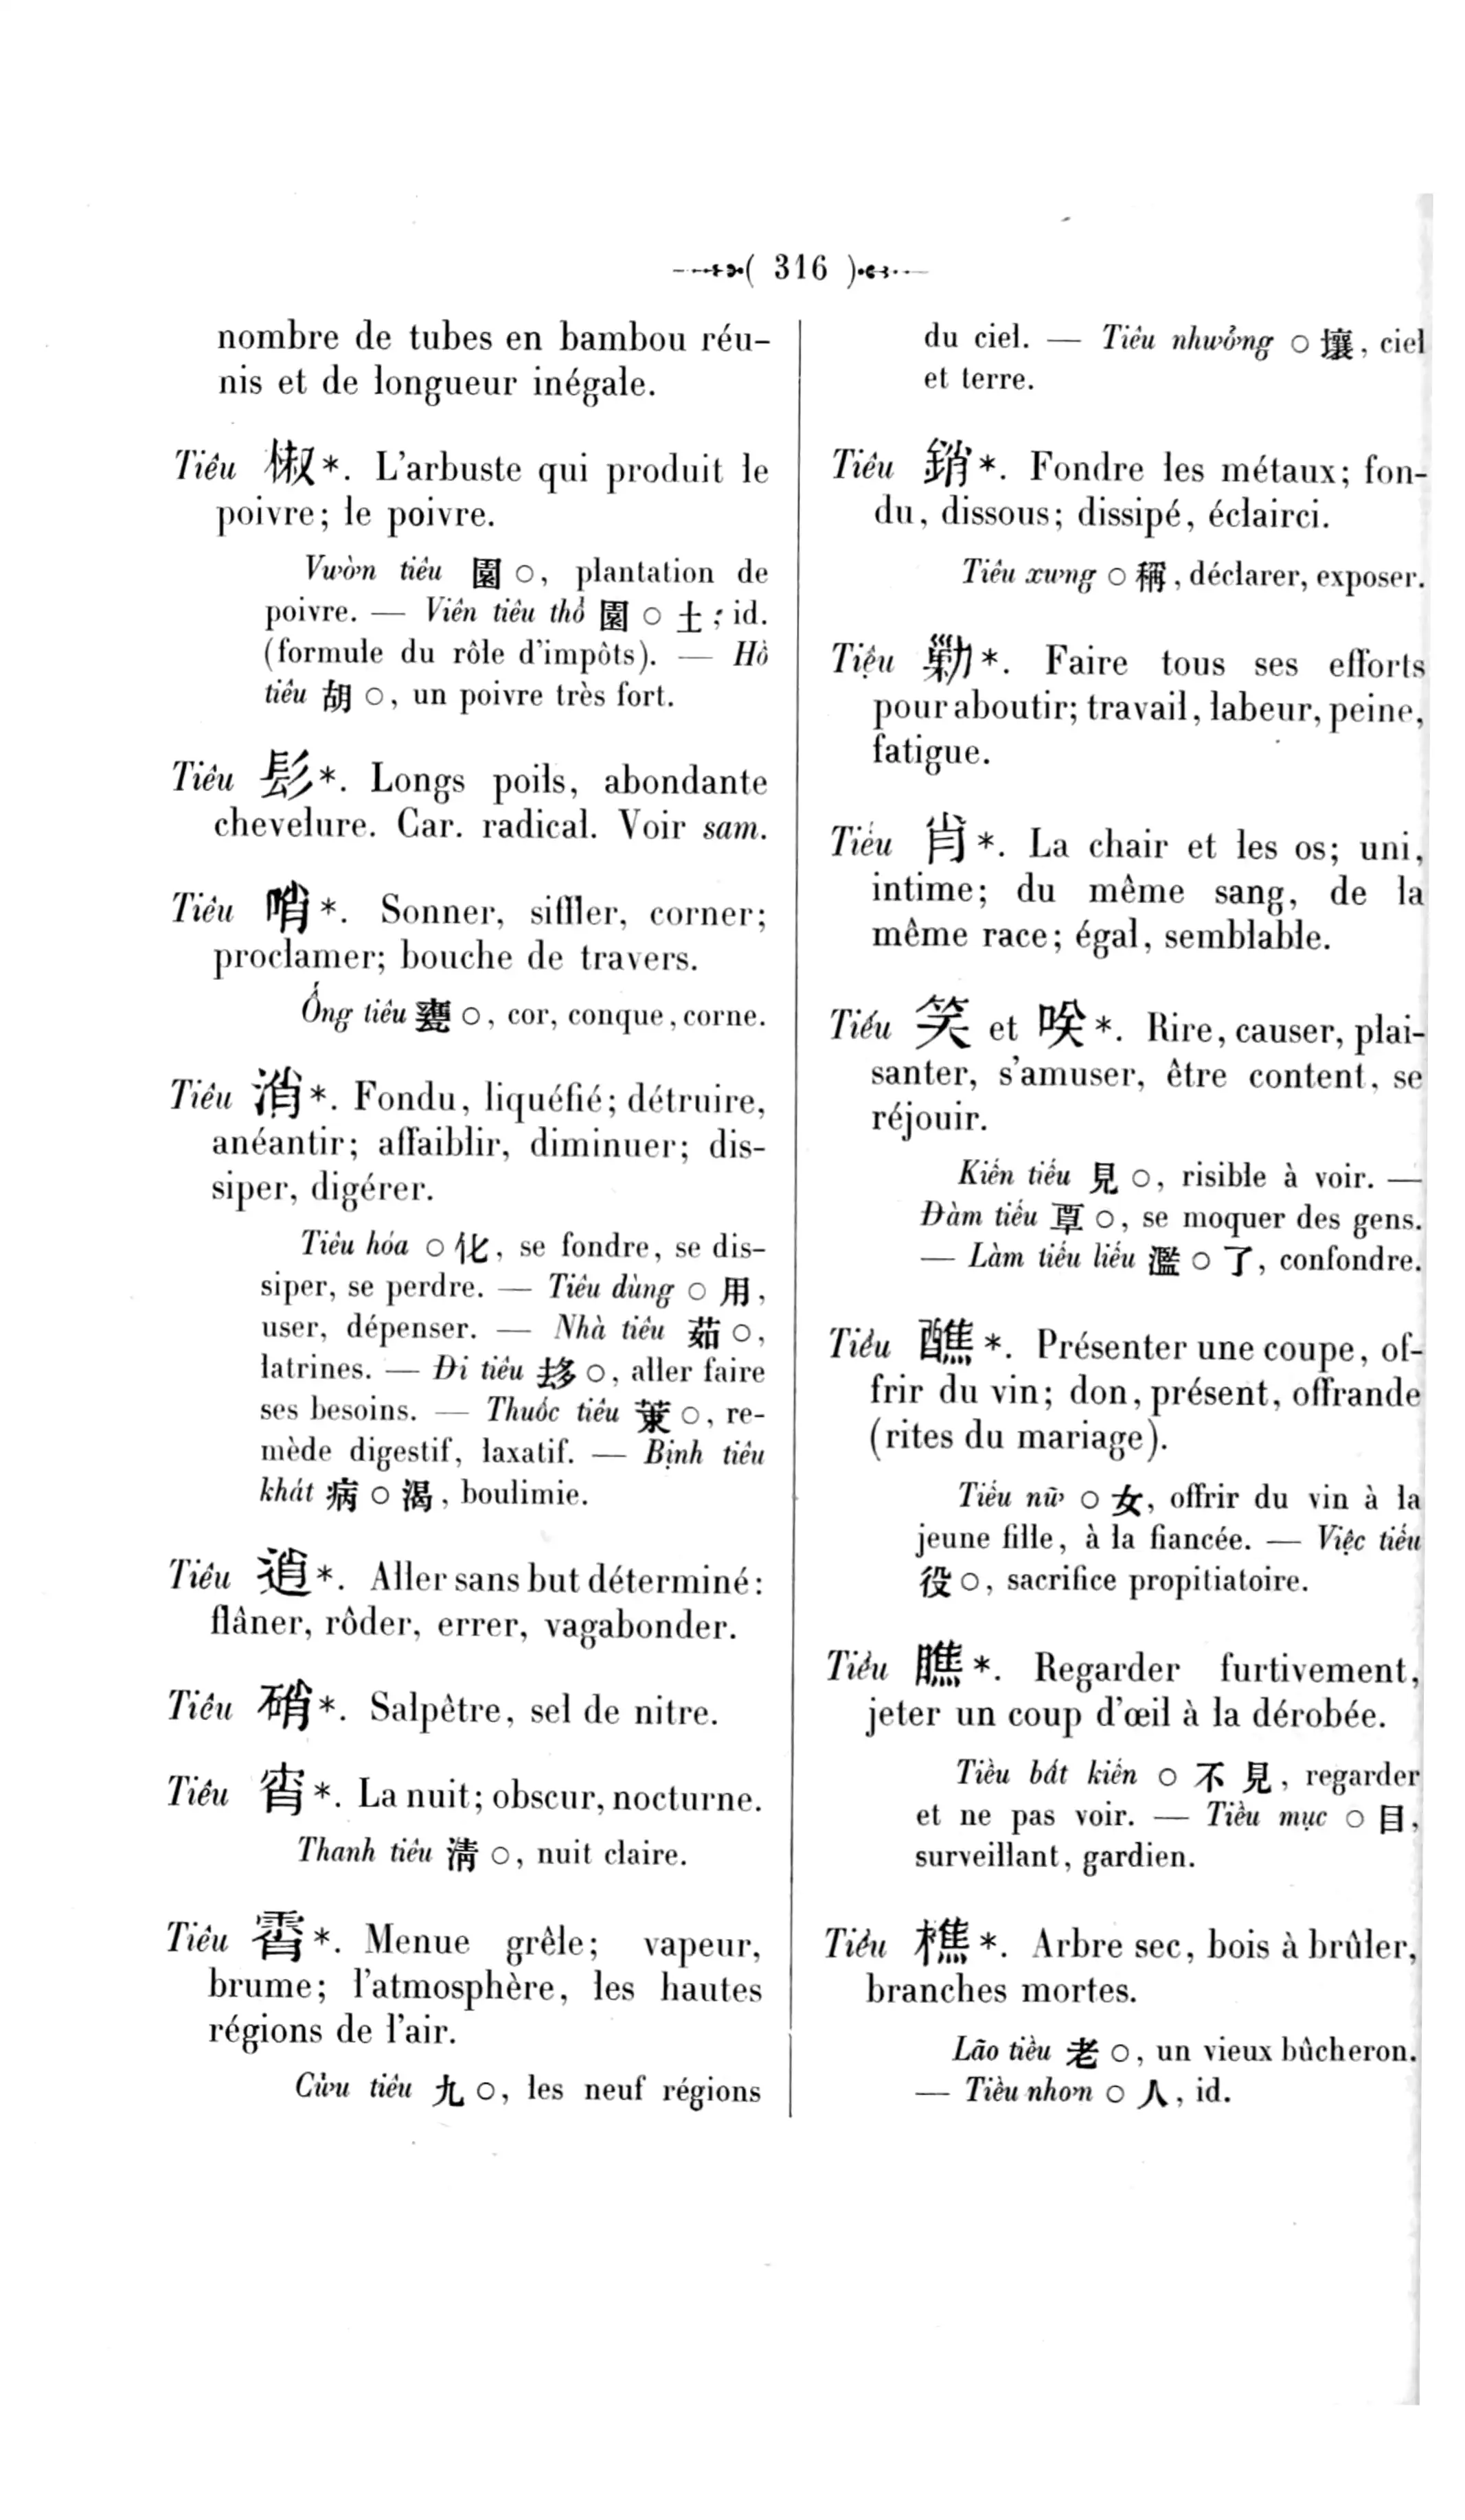 ( 316 )
nombre de tubes en bambou réu-
nis et de longueur inégale.
Tiêu 椒*. L'arbuste qui produit le
poivre; le poivre.
Vườn tiêu 園 ○, plantation de
poivre. — Viên tiêu thổ 園 ○ 土; id.
(formule du rôle d'impôts). — Hồ
tiêu 胡 ○, un poivre très fort.
Tiêu 髟*. Longs poils, abondante
chevelure. Car. radical. Voir sam.
Tiêu 哨*. Sonner, siffler, corner;
proclamer; bouche de travers.
Ống tiêu 甕 ○, cor, conque, corne.
Tiêu 消*. Fondu, liquéfié; détruire,
anéantir; affaiblir, diminuer; dis-
siper, digérer.
Tiêu hóa ○ 化, se fondre, se dis-
siper, se perdre. — Tiêu dùng ○ 用,
user, dépenser. — Nhà tiêu 茹 ○,
latrines. — Đi tiêu 𠫾 ○, aller faire
ses besoins. — Thuốc tiêu ○, re-
mède digestif, laxatif. — Bịnh tiêu
khát 病 ○ 渴, boulimie.
Tiêu 逍*. Aller sans but déterminé:
flâner, rôder, errer, vagabonder.
Tiêu 硝*. Salpêtre, sel de nitre.
Tiêu 宵*. La nuit; obscur, nocturne.
Thanh tiêu 淸 ○, nuit claire.
Tiêu 霄*. Menue grêle; vapeur,
brume; l'atmosphère, les hautes
régions de l'air.
Cửu tiêu 九 ○, les neuf régions
du ciel. — Tiêu nhưỡng ○ 壤, ciel
et terre.
Tiêu 銷*. Fondre les métaux; fon-
du, dissous; dissipé, éclairci.
Tiêu xưng ○ 稱, déclarer, exposer.
Tiệu 勦*. Faire tous ses efforts
pour aboutir; travail, labeur, peine,
fatigue.
Tiếu 肖*. La chair et les os; uni,
intime; du même sang, de la
même race; égal, semblable.
Tiếu 笑 et 唉*. Rire, causer, plai-
santer, s'amuser, être content, se
réjouir.
Kiến tiếu 見 ○, risible à voir. —
Đàm tiếu 覃 ○, se moquer des gens.
— Làm tiếu liếu 濫 ○ 了, confondre.
Tiếu 醮*. Présenter une coupe, of-
frir du vin; don, présent, offrande
(rites du mariage).
Tiếu nữ ○ 女, offrir du vin à la
jeune fille, à la fiancée. — Việc tiếu
役 ○, sacrifice propitiatoire.
Tiều 瞧*. Regarder furtivement,
jeter un coup d'œil à la dérobée.
Tiều bất kiến ○ 不 見, regarder
et ne pas voir. — Tiều mục ○ 目,
surveillant, gardien.
Tiều 樵*. Arbre sec, bois à brûler,
branches mortes.
Lão tiều 老 ○, un vieux bûcheron.
— Tiều nhơn ○ 人, id.